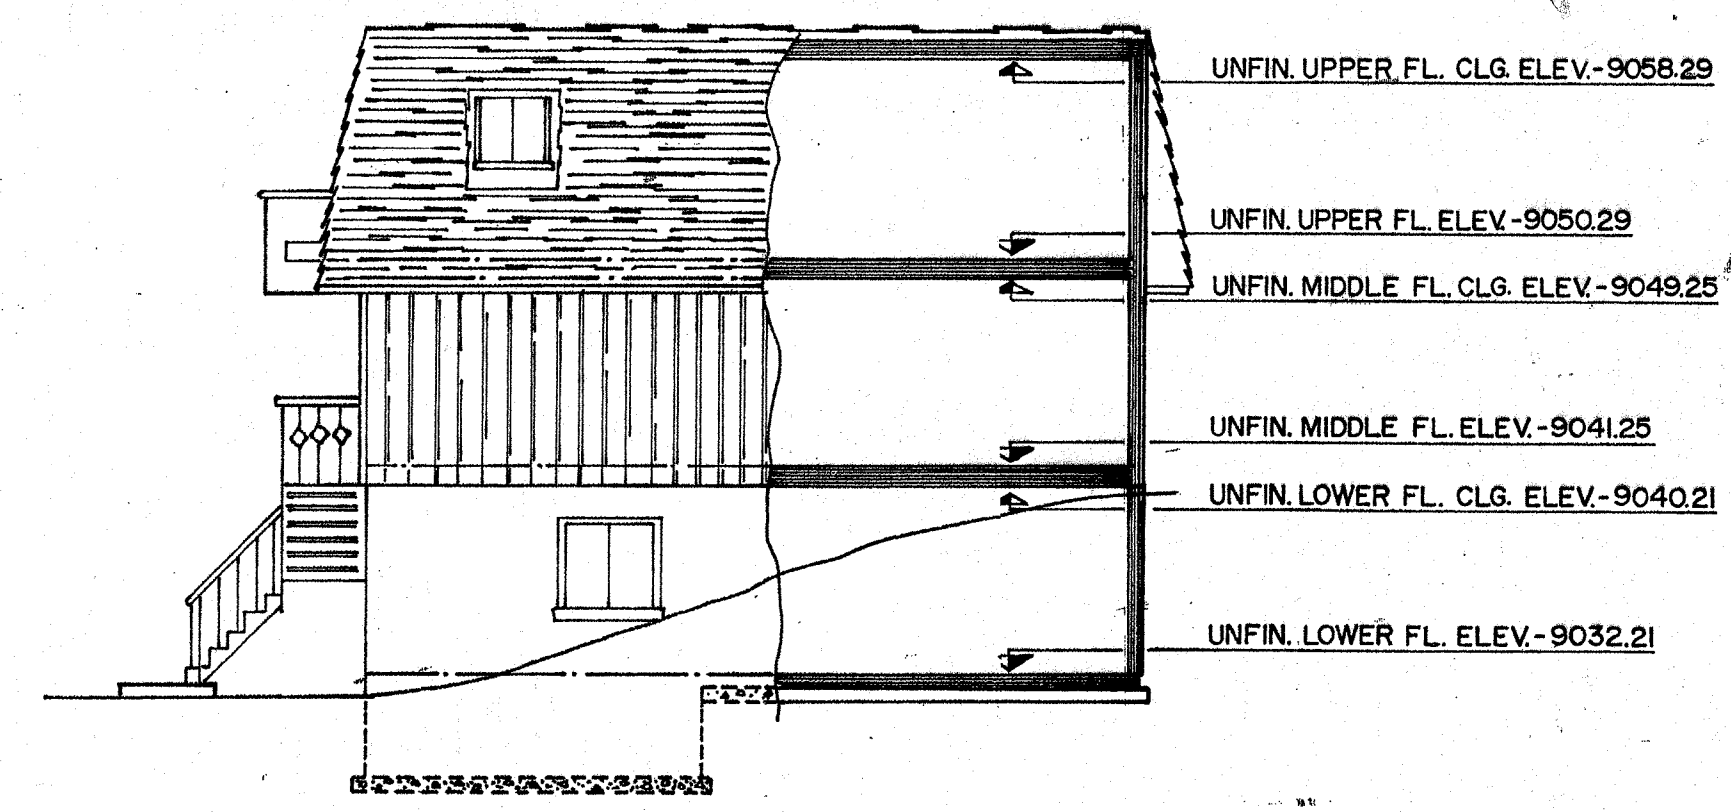 UNFIN. UPPER FL. CLG. ELEV.-9058.29
UNFIN. UPPER FL. ELEV.-9050.29
UNFIN. MIDDLE FL. CLG. ELEV.-9049.25
UNFIN. MIDDLE FL. ELEV.-9041.25
UNFIN. LOWER FL. CLG. ELEV.-9040.21
UNFIN. LOWER FL. ELEV.-9032.21